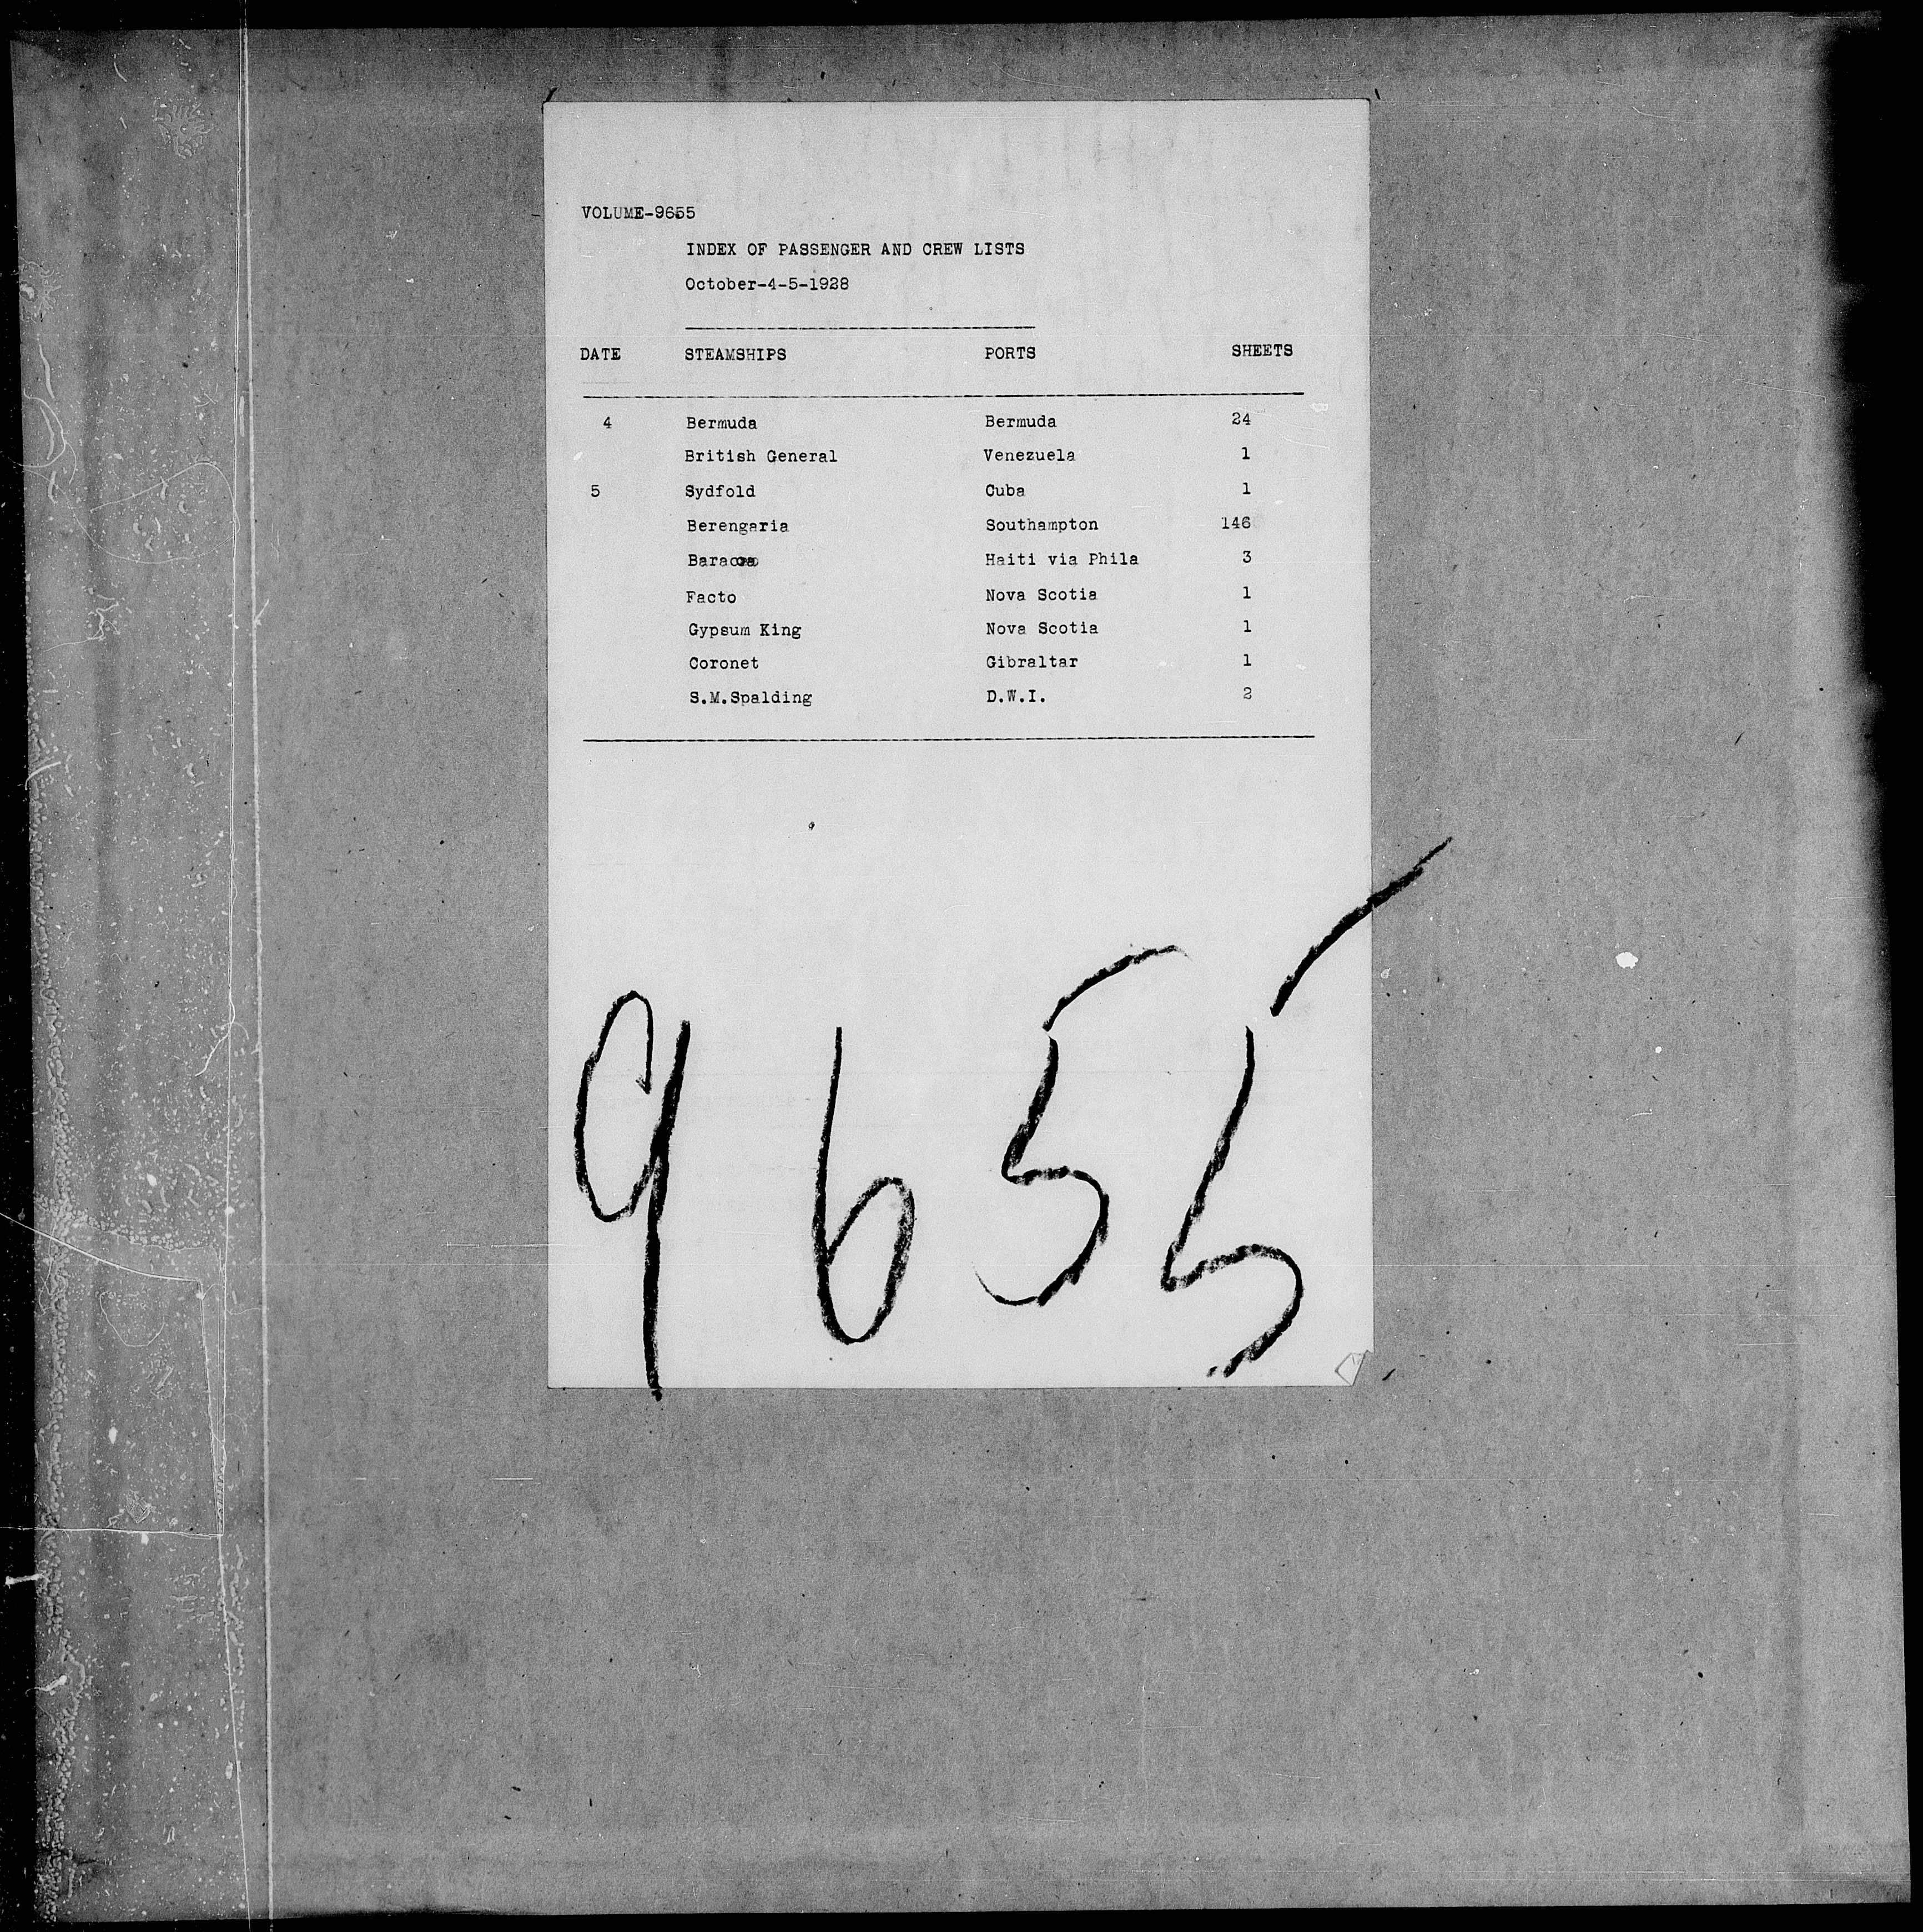 VOLUME-9655
INDEX OF PASSENGER AND CREW LISTS
October-4-5-1928
DATE STEAMSHIPS PORTS SHEETS
4 Bermuda Bermuda 24
British General Venezuela 1
5 Sydfold Cuba 1
Berengaria Southampton 146
Baracoa Haiti via Phila 3
Facto Nova Scotia 1
Gypsum King Nova Scotia 1
Coronet Gibraltar 1
S.M.Spalding D.W.I. 2
9655